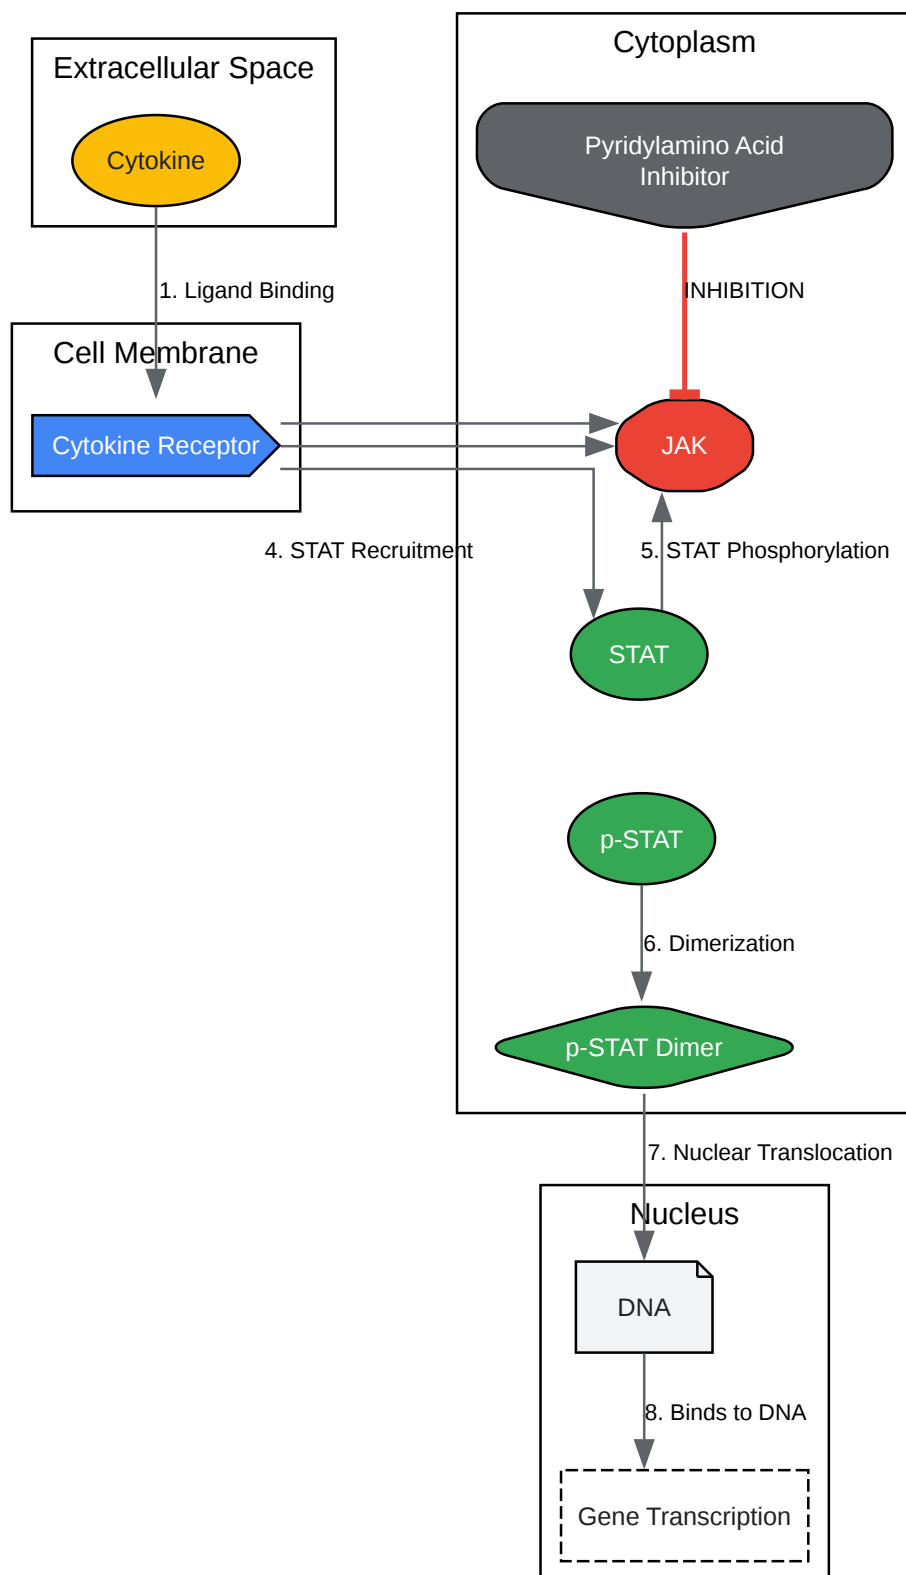 Cytoplasm
Extracellular Space
Pyridylamino Acid
Inhibitor
Cytokine
1. Ligand Binding
INHIBITION
Cell Membrane
Cytokine Receptor
JAK
4. STAT Recruitment
5. STAT Phosphorylation
STAT
p-STAT
6. Dimerization
p-STAT Dimer
7. Nuclear Translocation
Nucleus
DNA
8. Binds to DNA
Gene Transcription